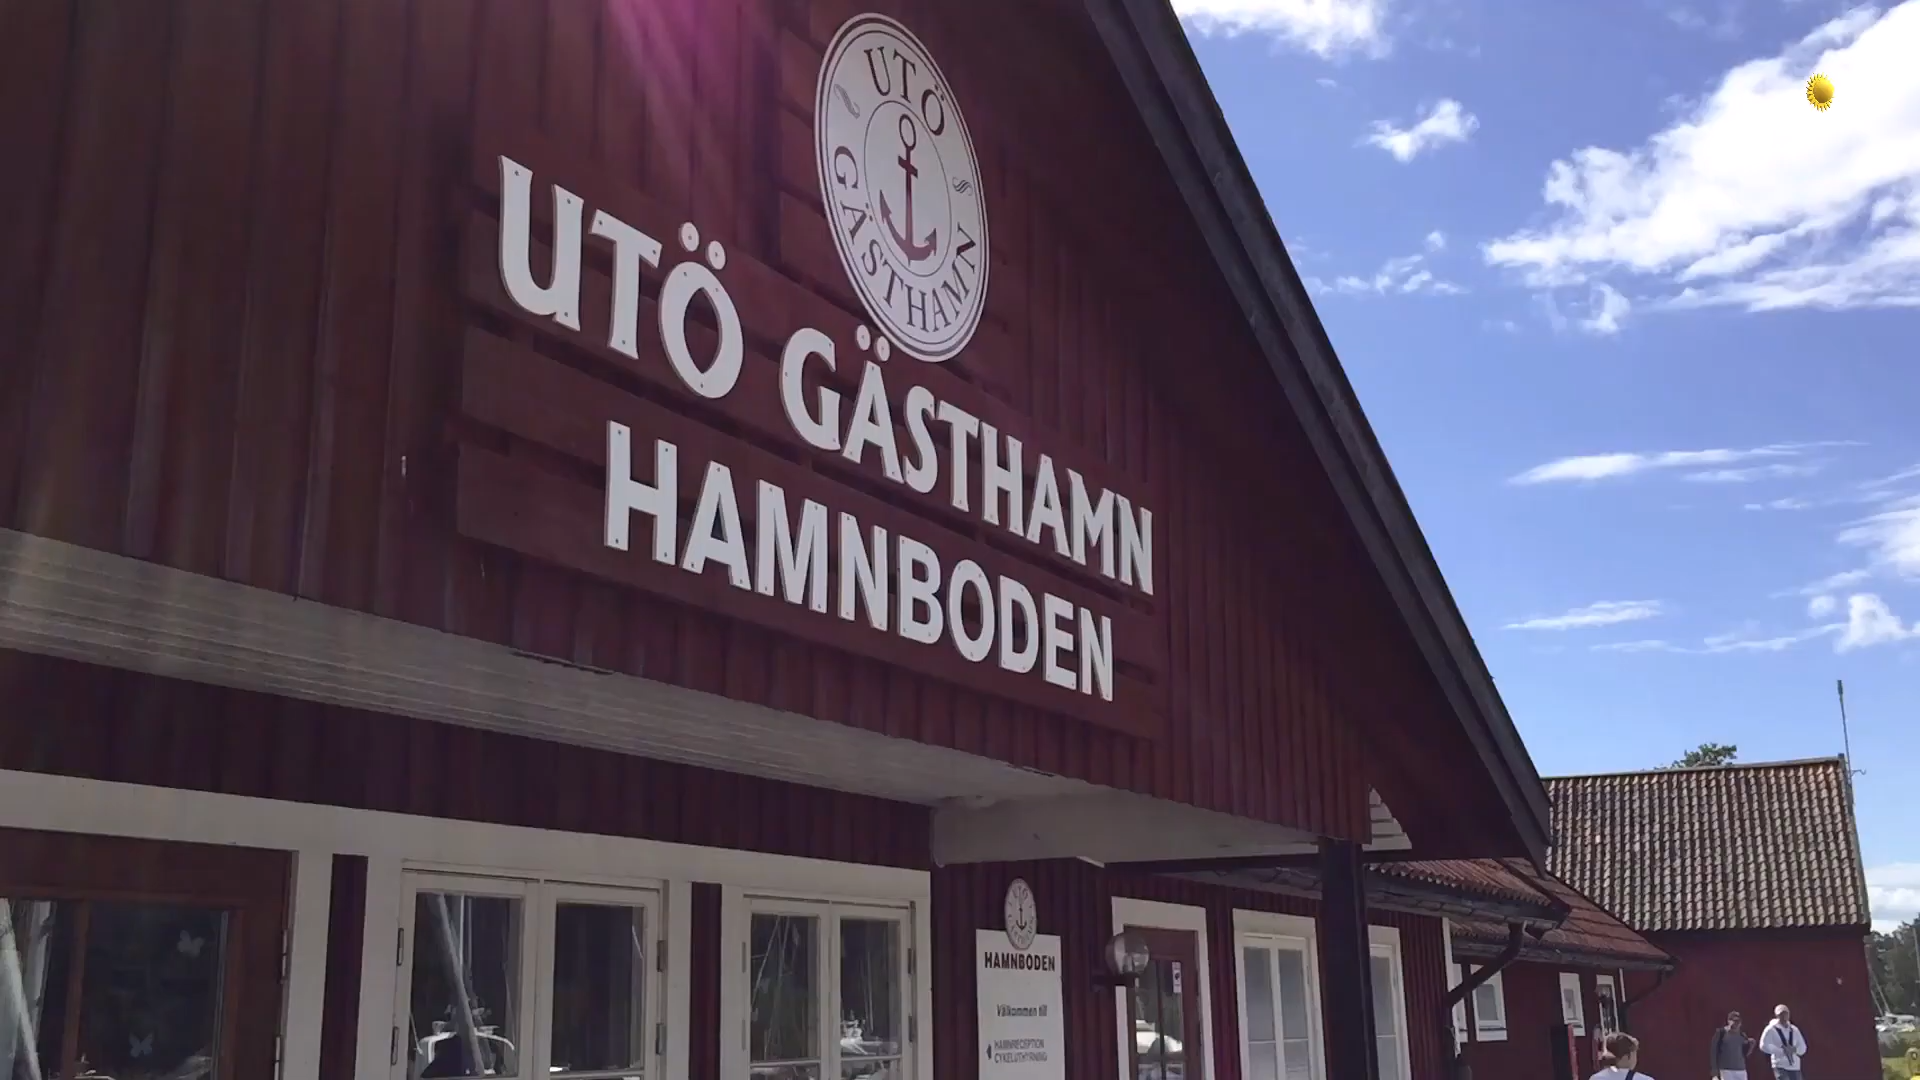 UTÖ
GÄSTHAMN
UTÖ GÄSTHAMN
HAMNBODEN
HAMNBODEN
Välkommen till
HAMNRECEPTION
CYKELUTHYRNING